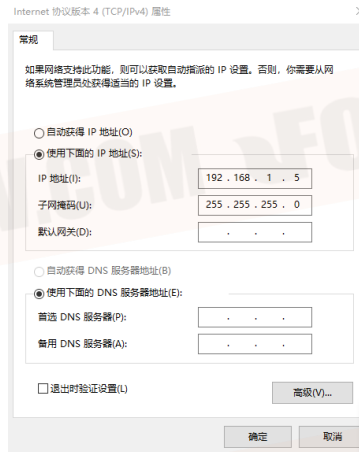 Internet 协议版本 4 (TCP/IPv4) 属性
常规
如果网络支持此功能，则可以获取自动指派的 IP 设置。否则，你需要从网
络系统管理员处获得适当的 IP 设置。
自动获得 IP 地址(O)
使用下面的 IP 地址(S):
IP 地址(I): 192 . 168 . 1 . 5
子网掩码(U): 255 . 255 . 255 . 0
默认网关(D): . . .
自动获得 DNS 服务器地址(B)
使用下面的 DNS 服务器地址(E):
首选 DNS 服务器(P): . . .
备用 DNS 服务器(A): . . .
退出时验证设置(L)
高级(V)...
确定 取消